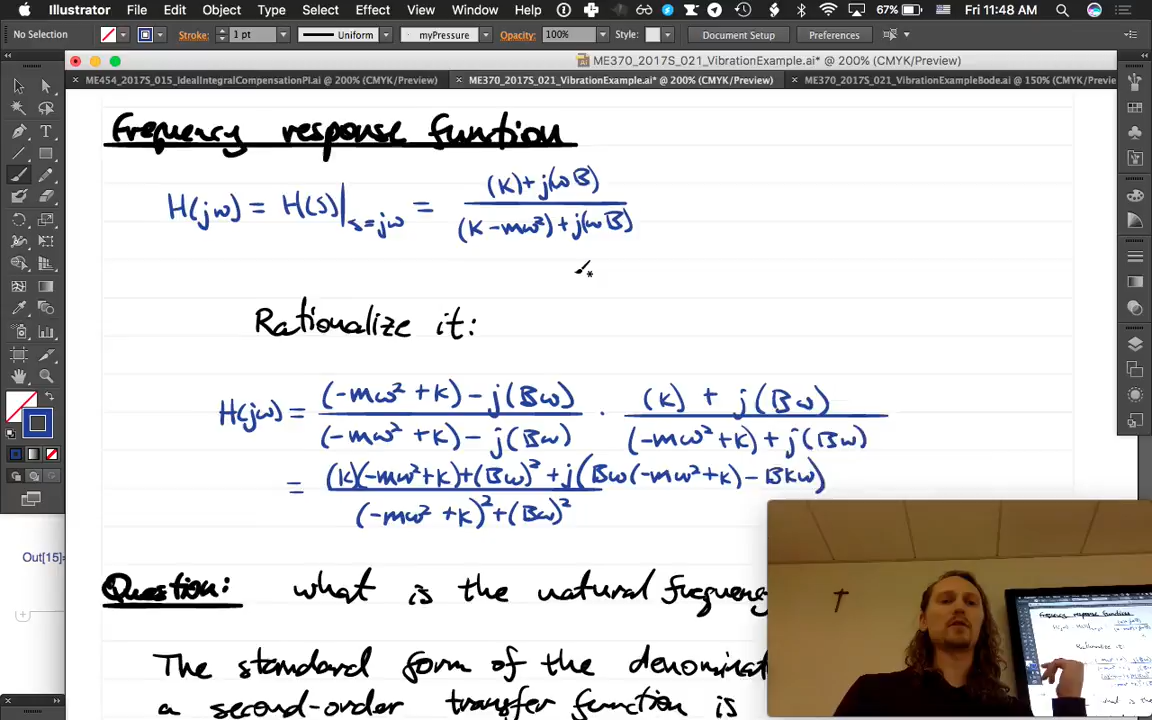 Illustrator File Edit Object Type Select Effect View Window Help 67% Fri 11:48 AM
No Selection Stroke: 1 pt Uniform myPressure Opacity: 100% Style: Document Setup Preferences
ME370_2017S_021_VibrationExample.ai* @ 200% (CMYK/Preview)
ME454_2017S_015_IdealIntegralCompensationPI.ai @ 200% (CMYK/Preview) ME370_2017S_021_VibrationExample.ai* @ 200% (CMYK/Preview) ME370_2017S_021_VibrationExampleBode.ai @ 150% (CMYK/Preview)
Frequency response function
H(jω) = H(s)|s=jω = (K)+j(ωB) / (K-mω²)+j(ωB)
Rationalize it:
H(jω) = (-mω²+K)-j(Bω) / (-mω²+K)-j(Bω) · (K)+j(Bω) / (-mω²+K)+j(Bω)
= (K)(-mω²+K)+(Bω)²+j(Bω(-mω²+K)-BKω) / (-mω²+K)²+(Bω)²
Out[15]=
Question: what is the natural frequency
The standard form of the denominat
a second-order transfer function is